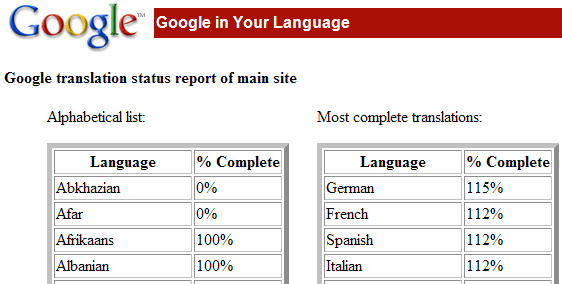 Google™ Google in Your Language
Google translation status report of main site
Alphabetical list:
Language % Complete
Abkhazian 0%
Afar 0%
Afrikaans 100%
Albanian 100%
Most complete translations:
Language % Complete
German 115%
French 112%
Spanish 112%
Italian 112%